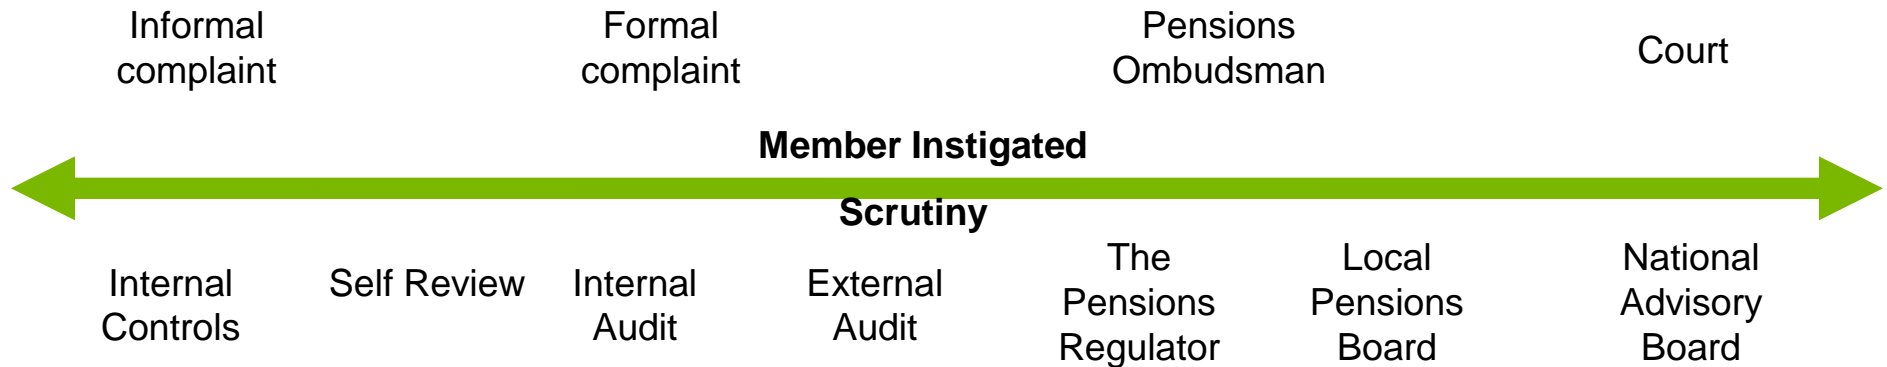 Informal
complaint
Formal
complaint
Pensions
Ombudsman
Court
Member Instigated
Scrutiny
Internal
Controls
Self Review
Internal
Audit
External
Audit
The
Pensions
Regulator
Local
Pensions
Board
National
Advisory
Board